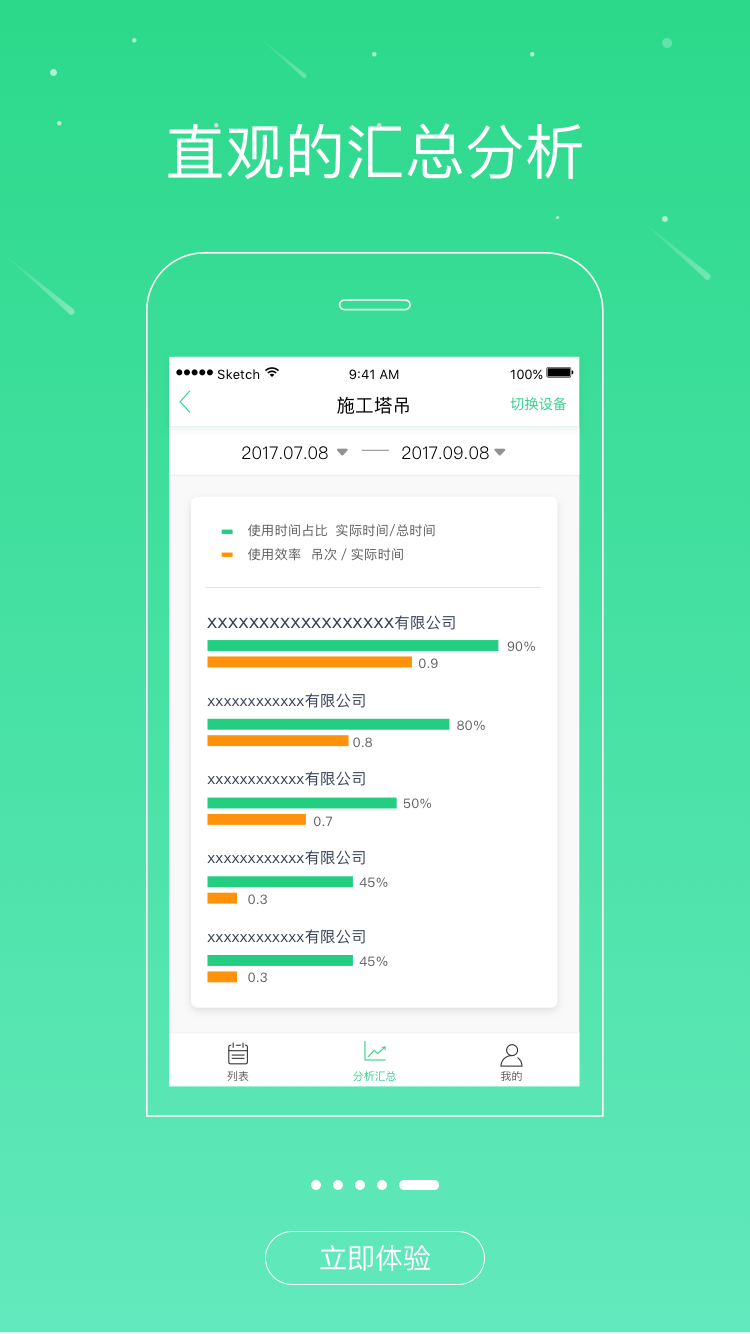 直观的汇总分析
Sketch 9:41 AM 100%
施工塔吊 切换设备
2017.07.08 — 2017.09.08
使用时间占比 实际时间/总时间
使用效率 吊次 / 实际时间
XXXXXXXXXXXXXXXXXX有限公司
90%
0.9
xxxxxxxxxxxx有限公司
80%
0.8
xxxxxxxxxxxx有限公司
50%
0.7
xxxxxxxxxxxx有限公司
45%
0.3
xxxxxxxxxxxx有限公司
45%
0.3
列表 分析汇总 我的
立即体验